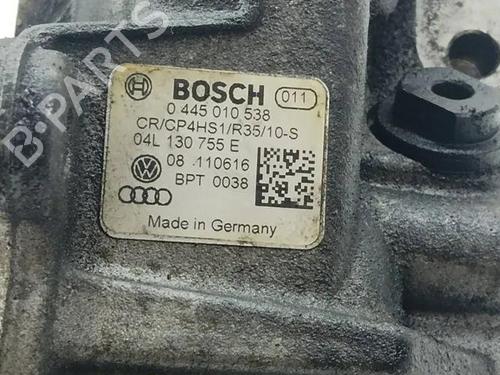 B-PARTS
BOSCH 011
0 445 010 538
CR/CP4HS1/R35/10-S
04L 130 755 E
08 .110616
BPT 0038
Made in Germany